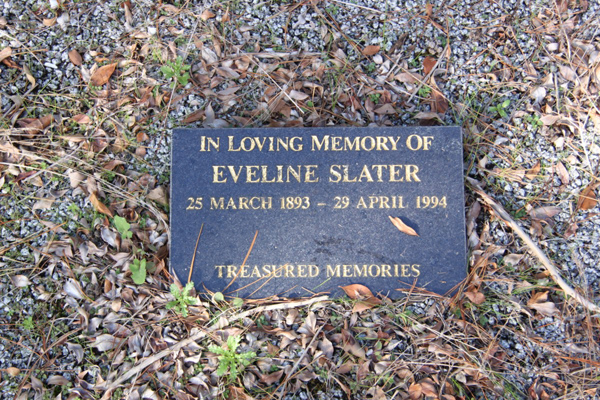 In Loving Memory of
EVELINE SLATER
25 MARCH 1893 – 29 APRIL 1994
TREASURED MEMORIES